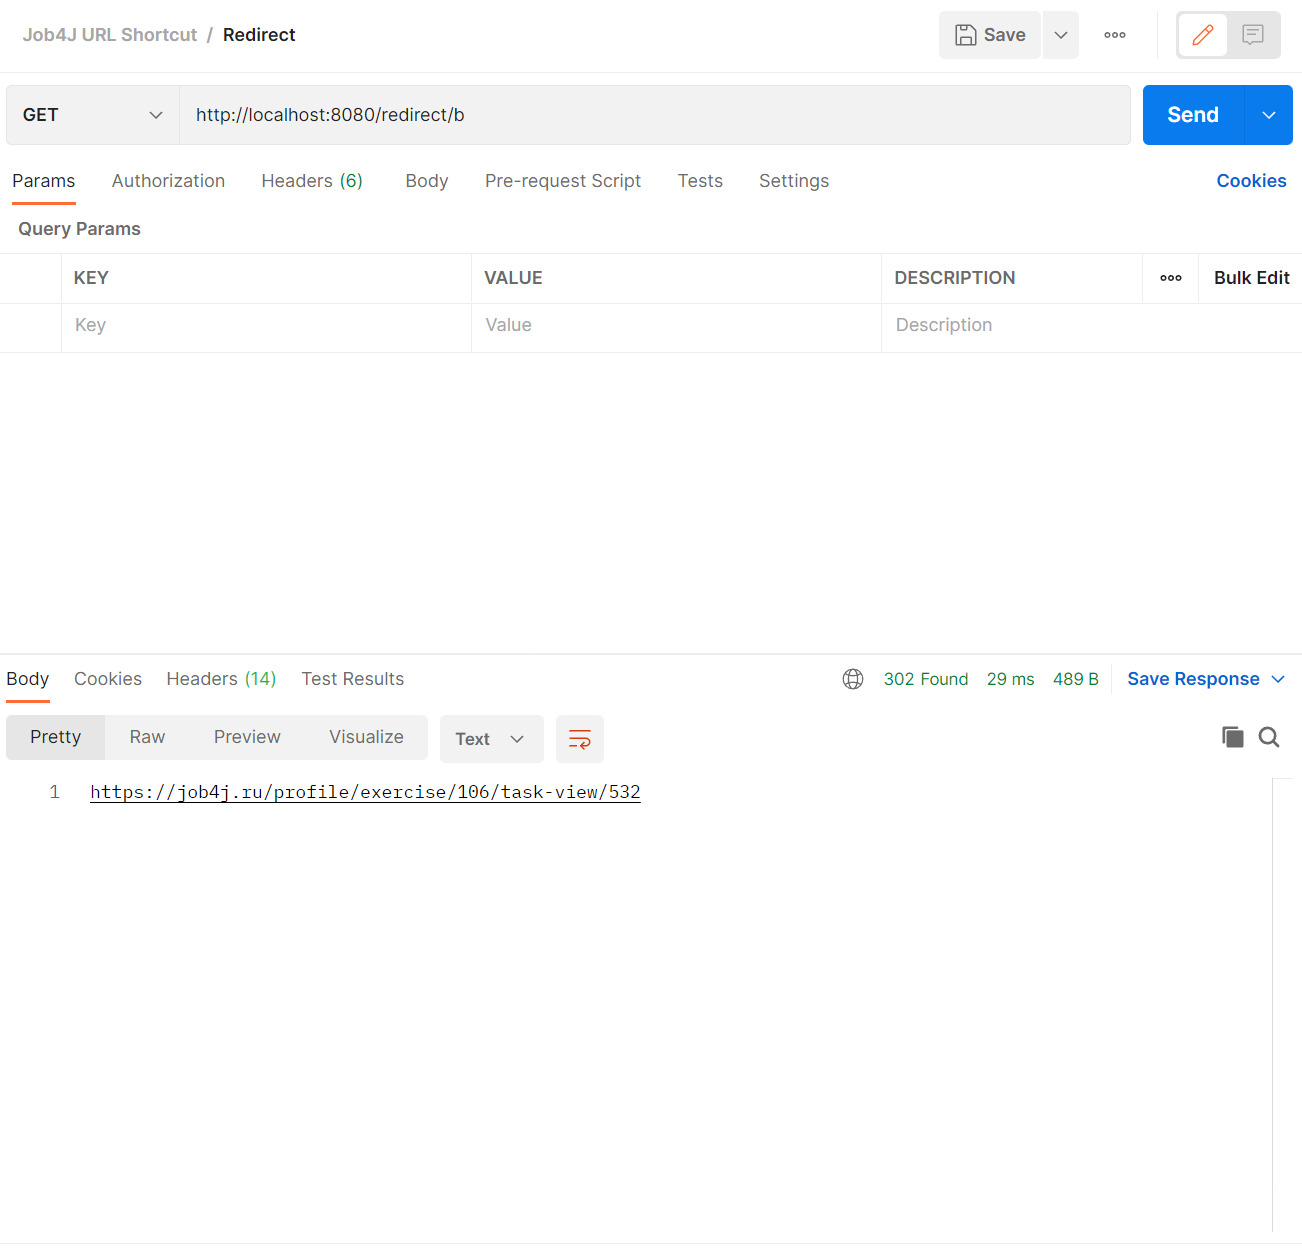 Job4J URL Shortcut / Redirect Save
GET http://localhost:8080/redirect/b Send
Params Authorization Headers (6) Body Pre-request Script Tests Settings Cookies
Query Params
KEY VALUE DESCRIPTION Bulk Edit
Key Value Description
Body Cookies Headers (14) Test Results 302 Found 29 ms 489 B Save Response
Pretty Raw Preview Visualize Text
1 https://job4j.ru/profile/exercise/106/task-view/532